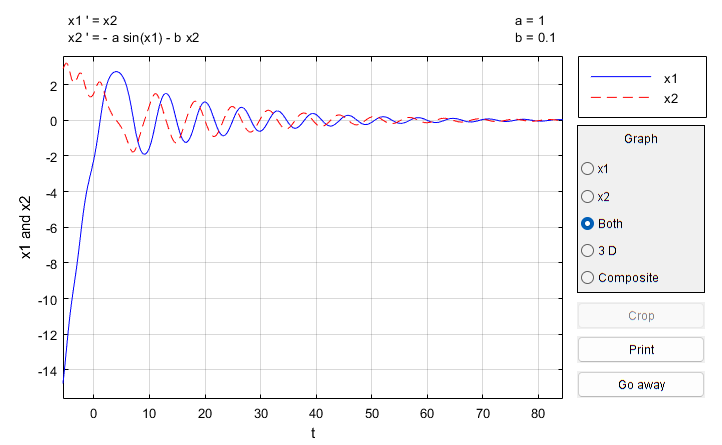 x1 ' = x2
a = 1
x2 ' = - a sin(x1) - b x2
b = 0.1
x1
x2
Graph
x1
x2
Both
3 D
Composite
Crop
Print
Go away
x1 and x2
2
0
-2
-4
-6
-8
-10
-12
-14
0 10 20 30 40 50 60 70 80
t